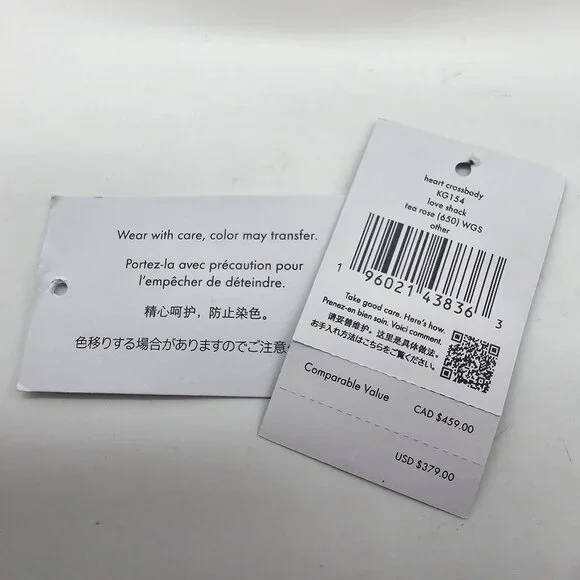 Wear with care, color may transfer.
Portez-la avec précaution pour
l'empêcher de déteindre.
精心呵护，防止染色。
色移りする場合がありますのでご注意く
heart crossbody
KG154
love shack
tea rose (650) WGS
other
1 96021 43836 3
Take good care. Here's how.
Prenez-en bien soin. Voici comment.
请妥善维护。这里是具体做法。
お手入れ方法はこちらをご覧ください。
Comparable Value
CAD $459.00
USD $379.00